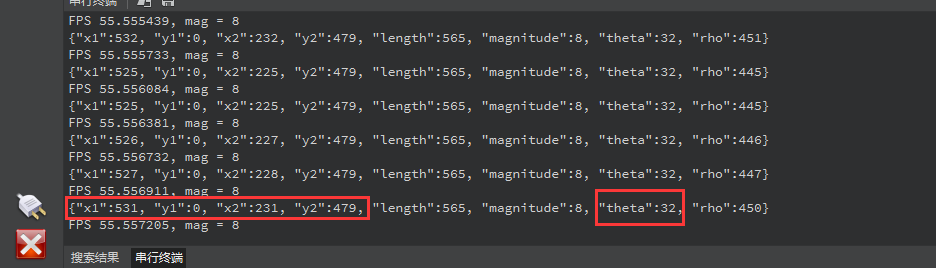 串行终端
FPS 55.555439, mag = 8
{"x1":532, "y1":0, "x2":232, "y2":479, "length":565, "magnitude":8, "theta":32, "rho":451}
FPS 55.555733, mag = 8
{"x1":525, "y1":0, "x2":225, "y2":479, "length":565, "magnitude":8, "theta":32, "rho":445}
FPS 55.556084, mag = 8
{"x1":525, "y1":0, "x2":225, "y2":479, "length":565, "magnitude":8, "theta":32, "rho":445}
FPS 55.556381, mag = 8
{"x1":526, "y1":0, "x2":227, "y2":479, "length":565, "magnitude":8, "theta":32, "rho":446}
FPS 55.556732, mag = 8
{"x1":527, "y1":0, "x2":228, "y2":479, "length":565, "magnitude":8, "theta":32, "rho":447}
FPS 55.556911, mag = 8
{"x1":531, "y1":0, "x2":231, "y2":479, "length":565, "magnitude":8, "theta":32, "rho":450}
FPS 55.557205, mag = 8
搜索结果 串行终端